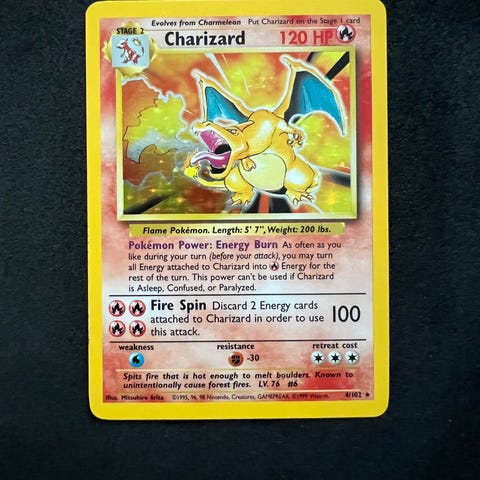 Evolves from Charmeleon Put Charizard on the Stage 1 card
STAGE 2
Charizard 120 HP
Flame Pokémon. Length: 5' 7", Weight: 200 lbs.
Pokémon Power: Energy Burn As often as you
like during your turn (before your attack), you may turn
all Energy attached to Charizard into Energy for the
rest of the turn. This power can't be used if Charizard
is Asleep, Confused, or Paralyzed.
Fire Spin Discard 2 Energy cards
attached to Charizard in order to use 100
this attack.
weakness resistance retreat cost
-30
Spits fire that is hot enough to melt boulders. Known to
unintentionally cause forest fires. LV. 76 #6
Illus. Mitsuhiro Arita ©1995, 96, 98 Nintendo, Creatures, GAMEFREAK. ©1999 Wizards. 4/102 ★